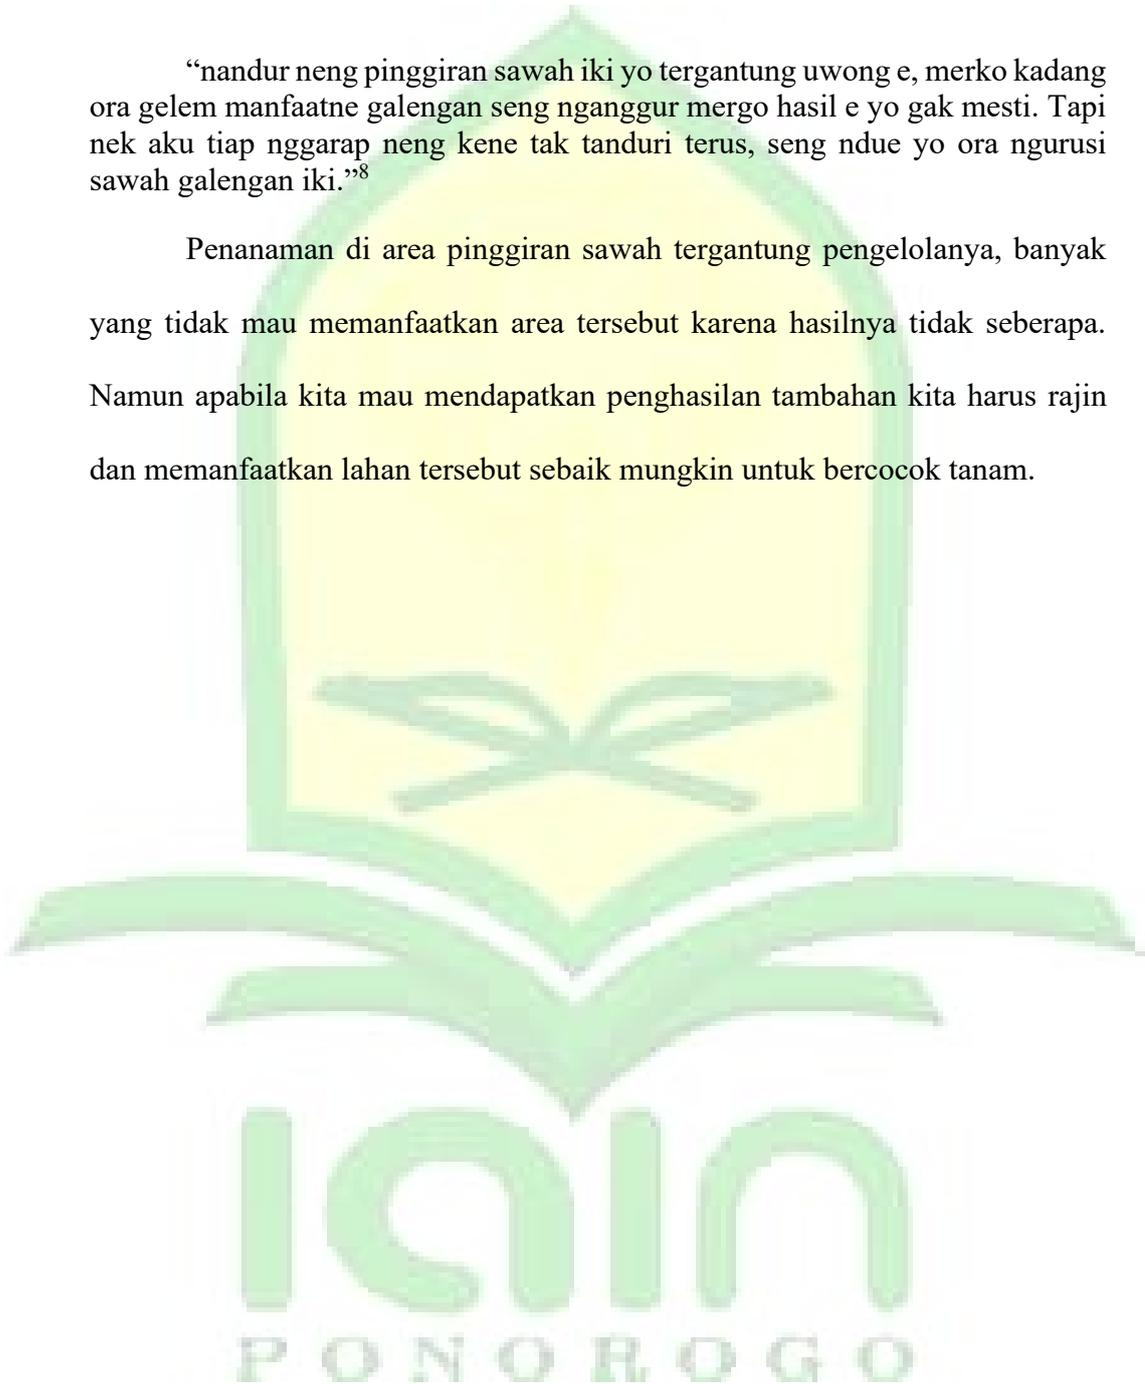 “nandur neng pinggiran sawah iki yo tergantung uwong e, merko kadang
ora gelem manfaatne galengan seng nganggur mergo hasil e yo gak mesti. Tapi
nek aku tiap nggarap neng kene tak tanduri terus, seng ndue yo ora ngurusi
sawah galengan iki.”8
Penanaman di area pinggiran sawah tergantung pengelolanya, banyak
yang tidak mau memanfaatkan area tersebut karena hasilnya tidak seberapa.
Namun apabila kita mau mendapatkan penghasilan tambahan kita harus rajin
dan memanfaatkan lahan tersebut sebaik mungkin untuk bercocok tanam.
iain
PONOROGO